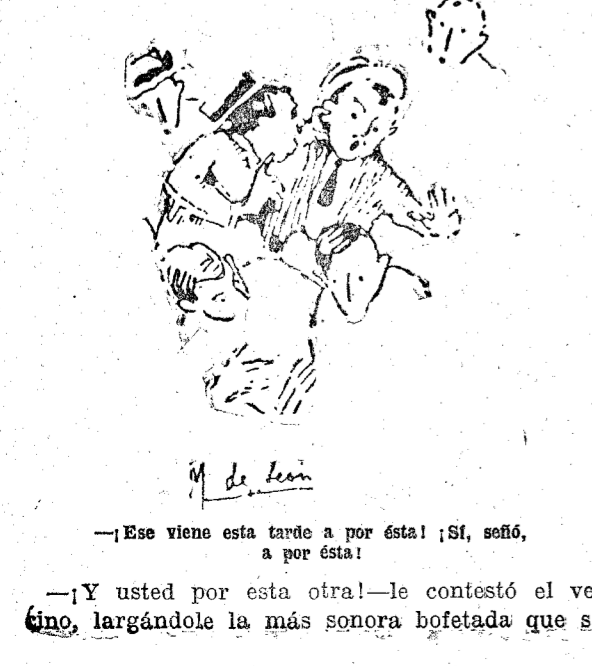 M de León
—¡Ese viene esta tarde a por ésta! ¡Sí, señó,
a por ésta!
—¡Y usted por esta otra!—le contestó el ve
cino, largándole la más sonora bofetada que s